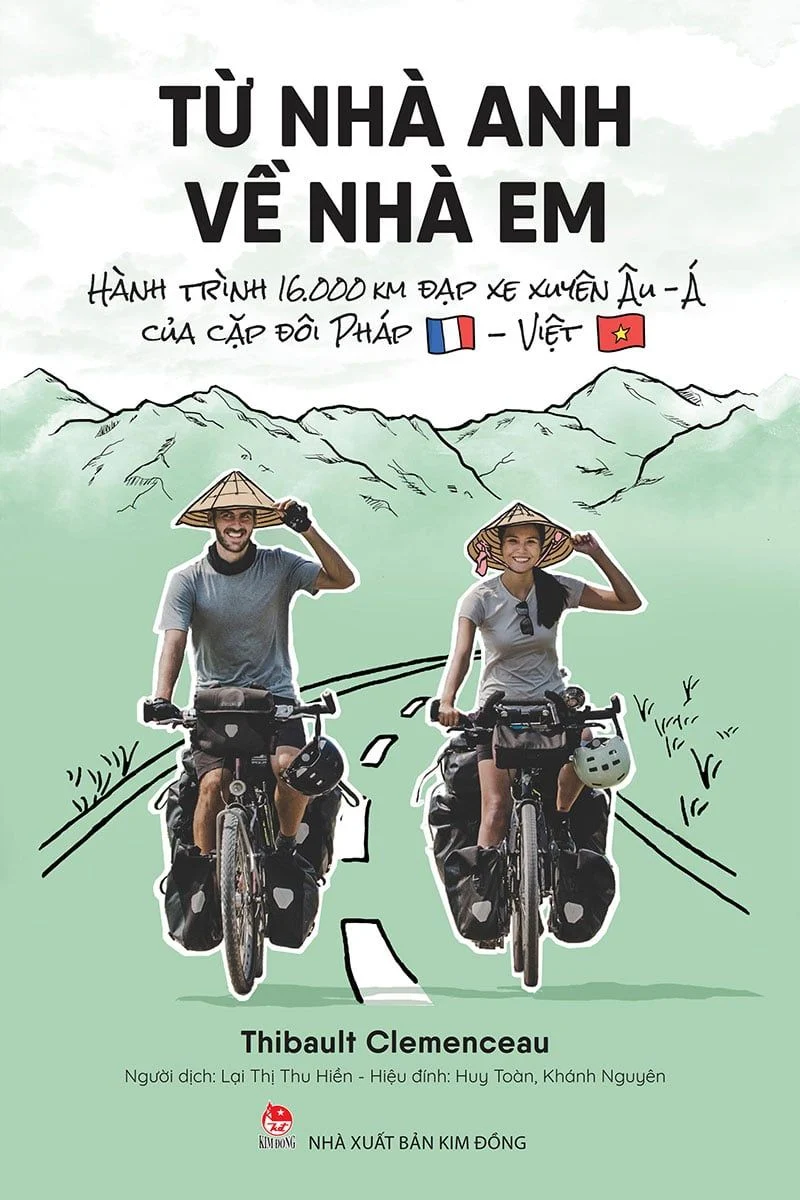 TỪ NHÀ ANH
VỀ NHÀ EM
HÀNH TRÌNH 16.000 KM ĐẠP XE XUYÊN ÂU - Á
CỦA CẶP ĐÔI PHÁP - VIỆT
Thibault Clemenceau
Người dịch: Lại Thị Thu Hiền - Hiệu đính: Huy Toàn, Khánh Nguyên
KIM ĐỒNG
NHÀ XUẤT BẢN KIM ĐỒNG